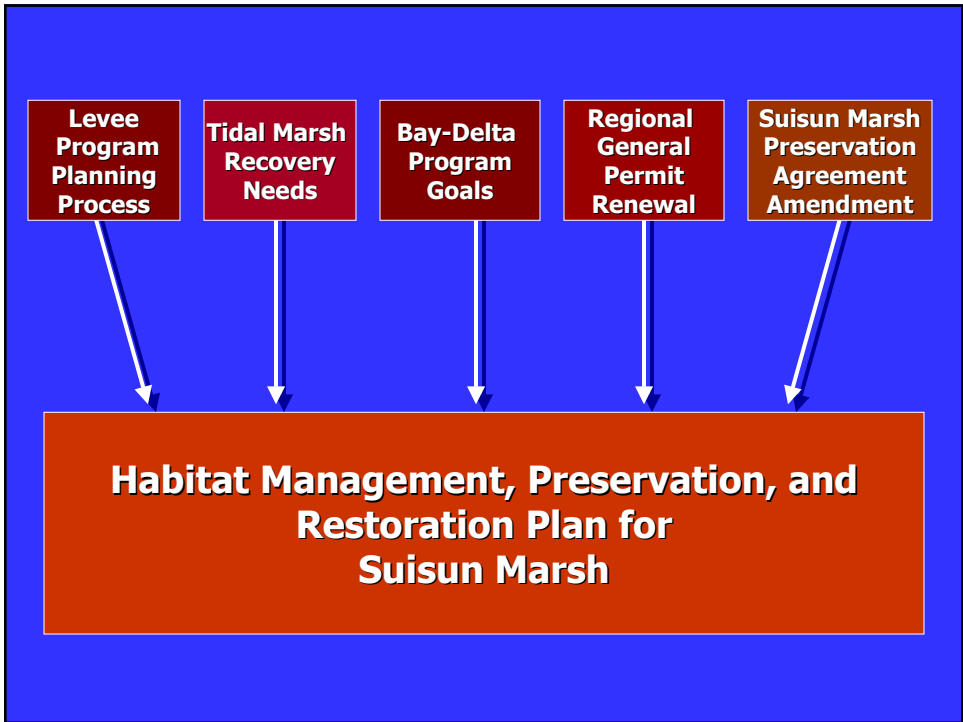 Levee
Program
Planning
Process
Tidal Marsh
Recovery
Needs
Bay-Delta
Program
Goals
Regional
General
Permit
Renewal
Suisun Marsh
Preservation
Agreement
Amendment
Habitat Management, Preservation, and
Restoration Plan for
Suisun Marsh